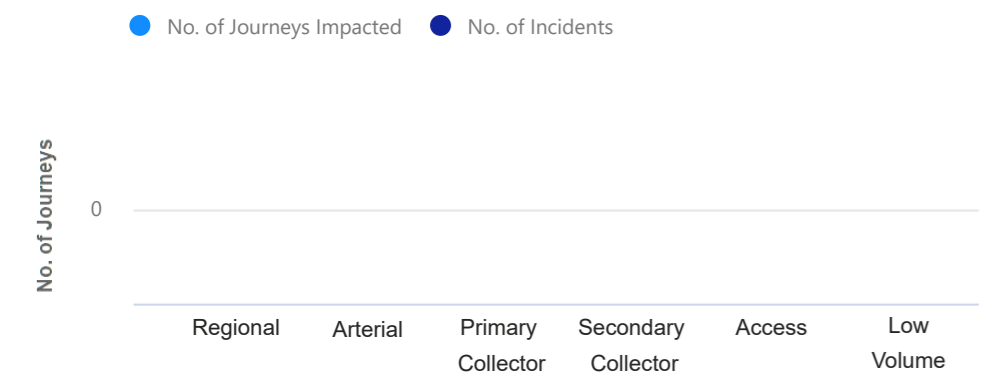 No. of Journeys Impacted No. of Incidents
No. of Journeys
0
Regional Arterial Primary Secondary Access Low
Collector Collector Volume